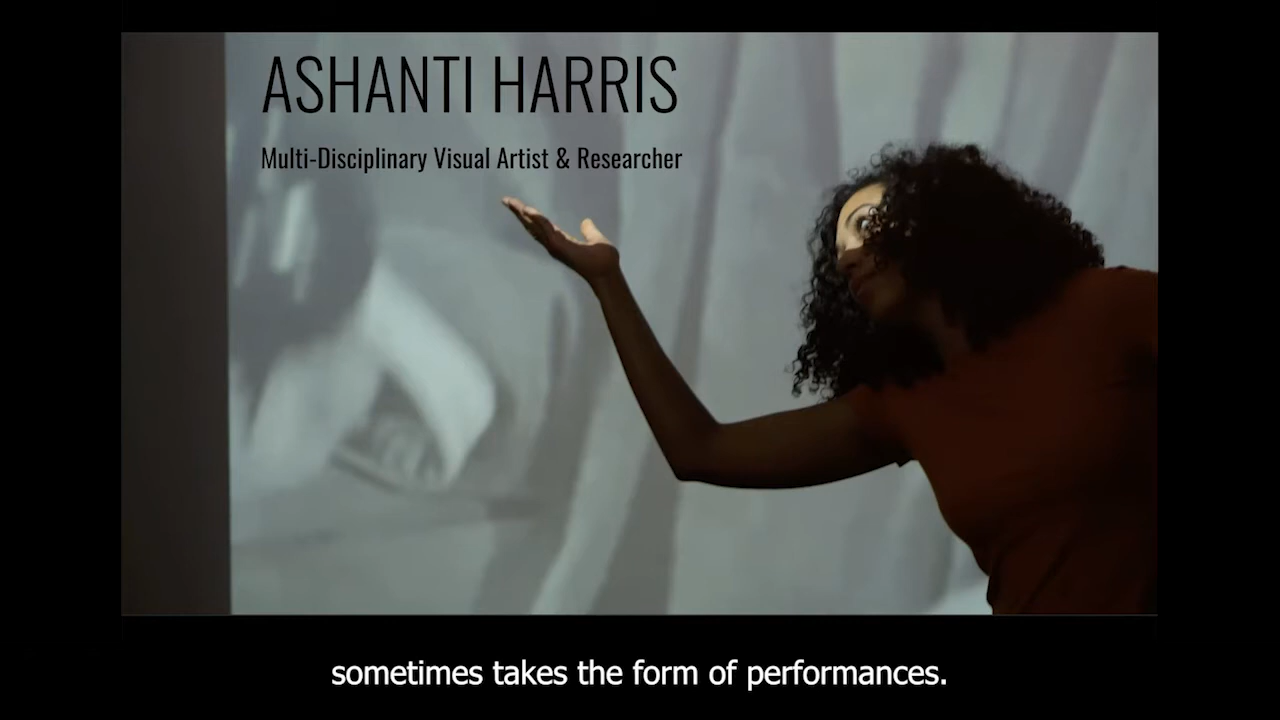 ASHANTI HARRIS
Multi-Disciplinary Visual Artist & Researcher
sometimes takes the form of performances.